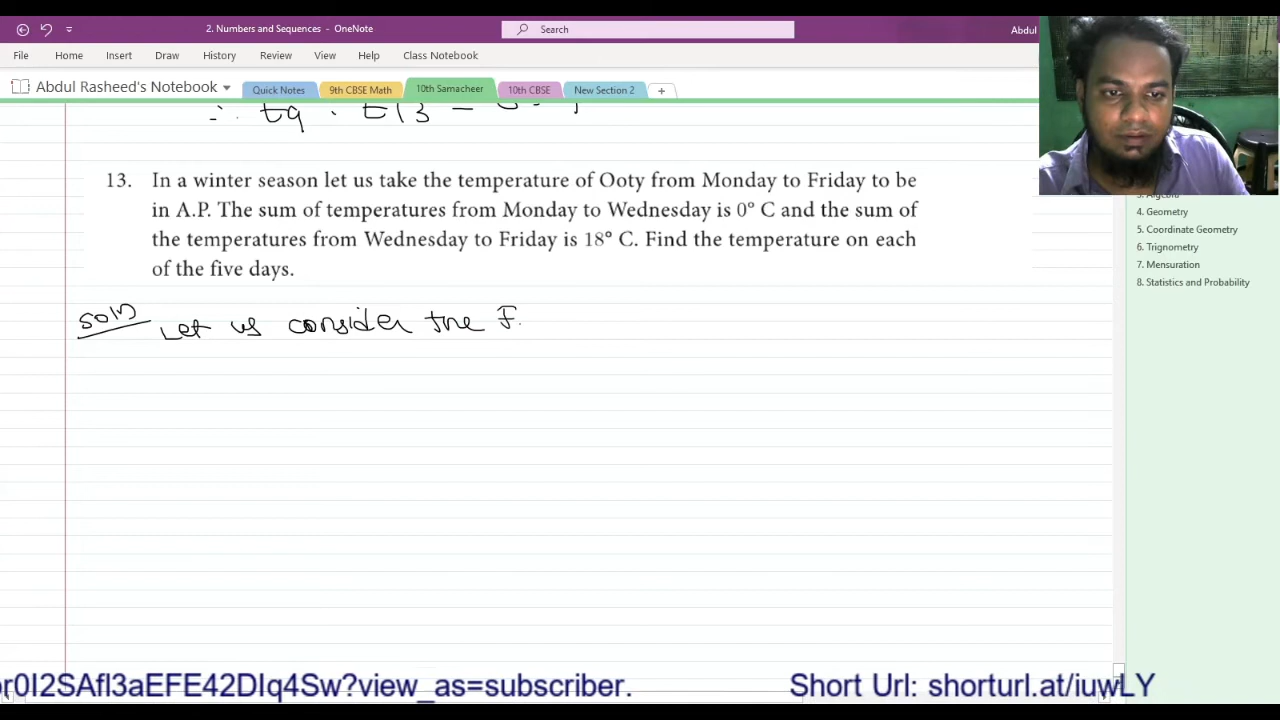 2. Numbers and Sequences - OneNote
Search
Abdul
File Home Insert Draw History Review View Help Class Notebook
Abdul Rasheed's Notebook
Quick Notes
9th CBSE Math
10th Samacheer
10th CBSE
New Section 2
13. In a winter season let us take the temperature of Ooty from Monday to Friday to be
in A.P. The sum of temperatures from Monday to Wednesday is 0° C and the sum of
the temperatures from Wednesday to Friday is 18° C. Find the temperature on each
of the five days.
Soln
Let us consider the F
3. Algebra
4. Geometry
5. Coordinate Geometry
6. Trignometry
7. Mensuration
8. Statistics and Probability
view_as=subscriber.
Short Url: shorturl.at/iuwLY